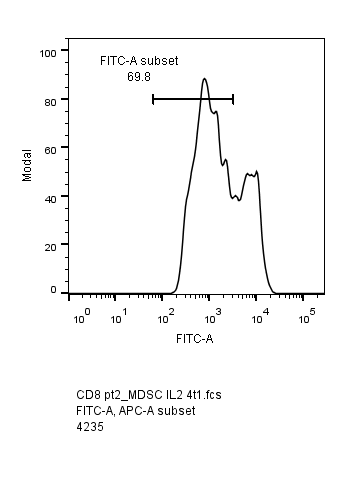 FITC-A subset
69.8
100
80
60
40
20
0
Modal
10^0 10^1 10^2 10^3 10^4 10^5
FITC-A
CD8 pt2_MDSC IL2 4t1.fcs
FITC-A, APC-A subset
4235